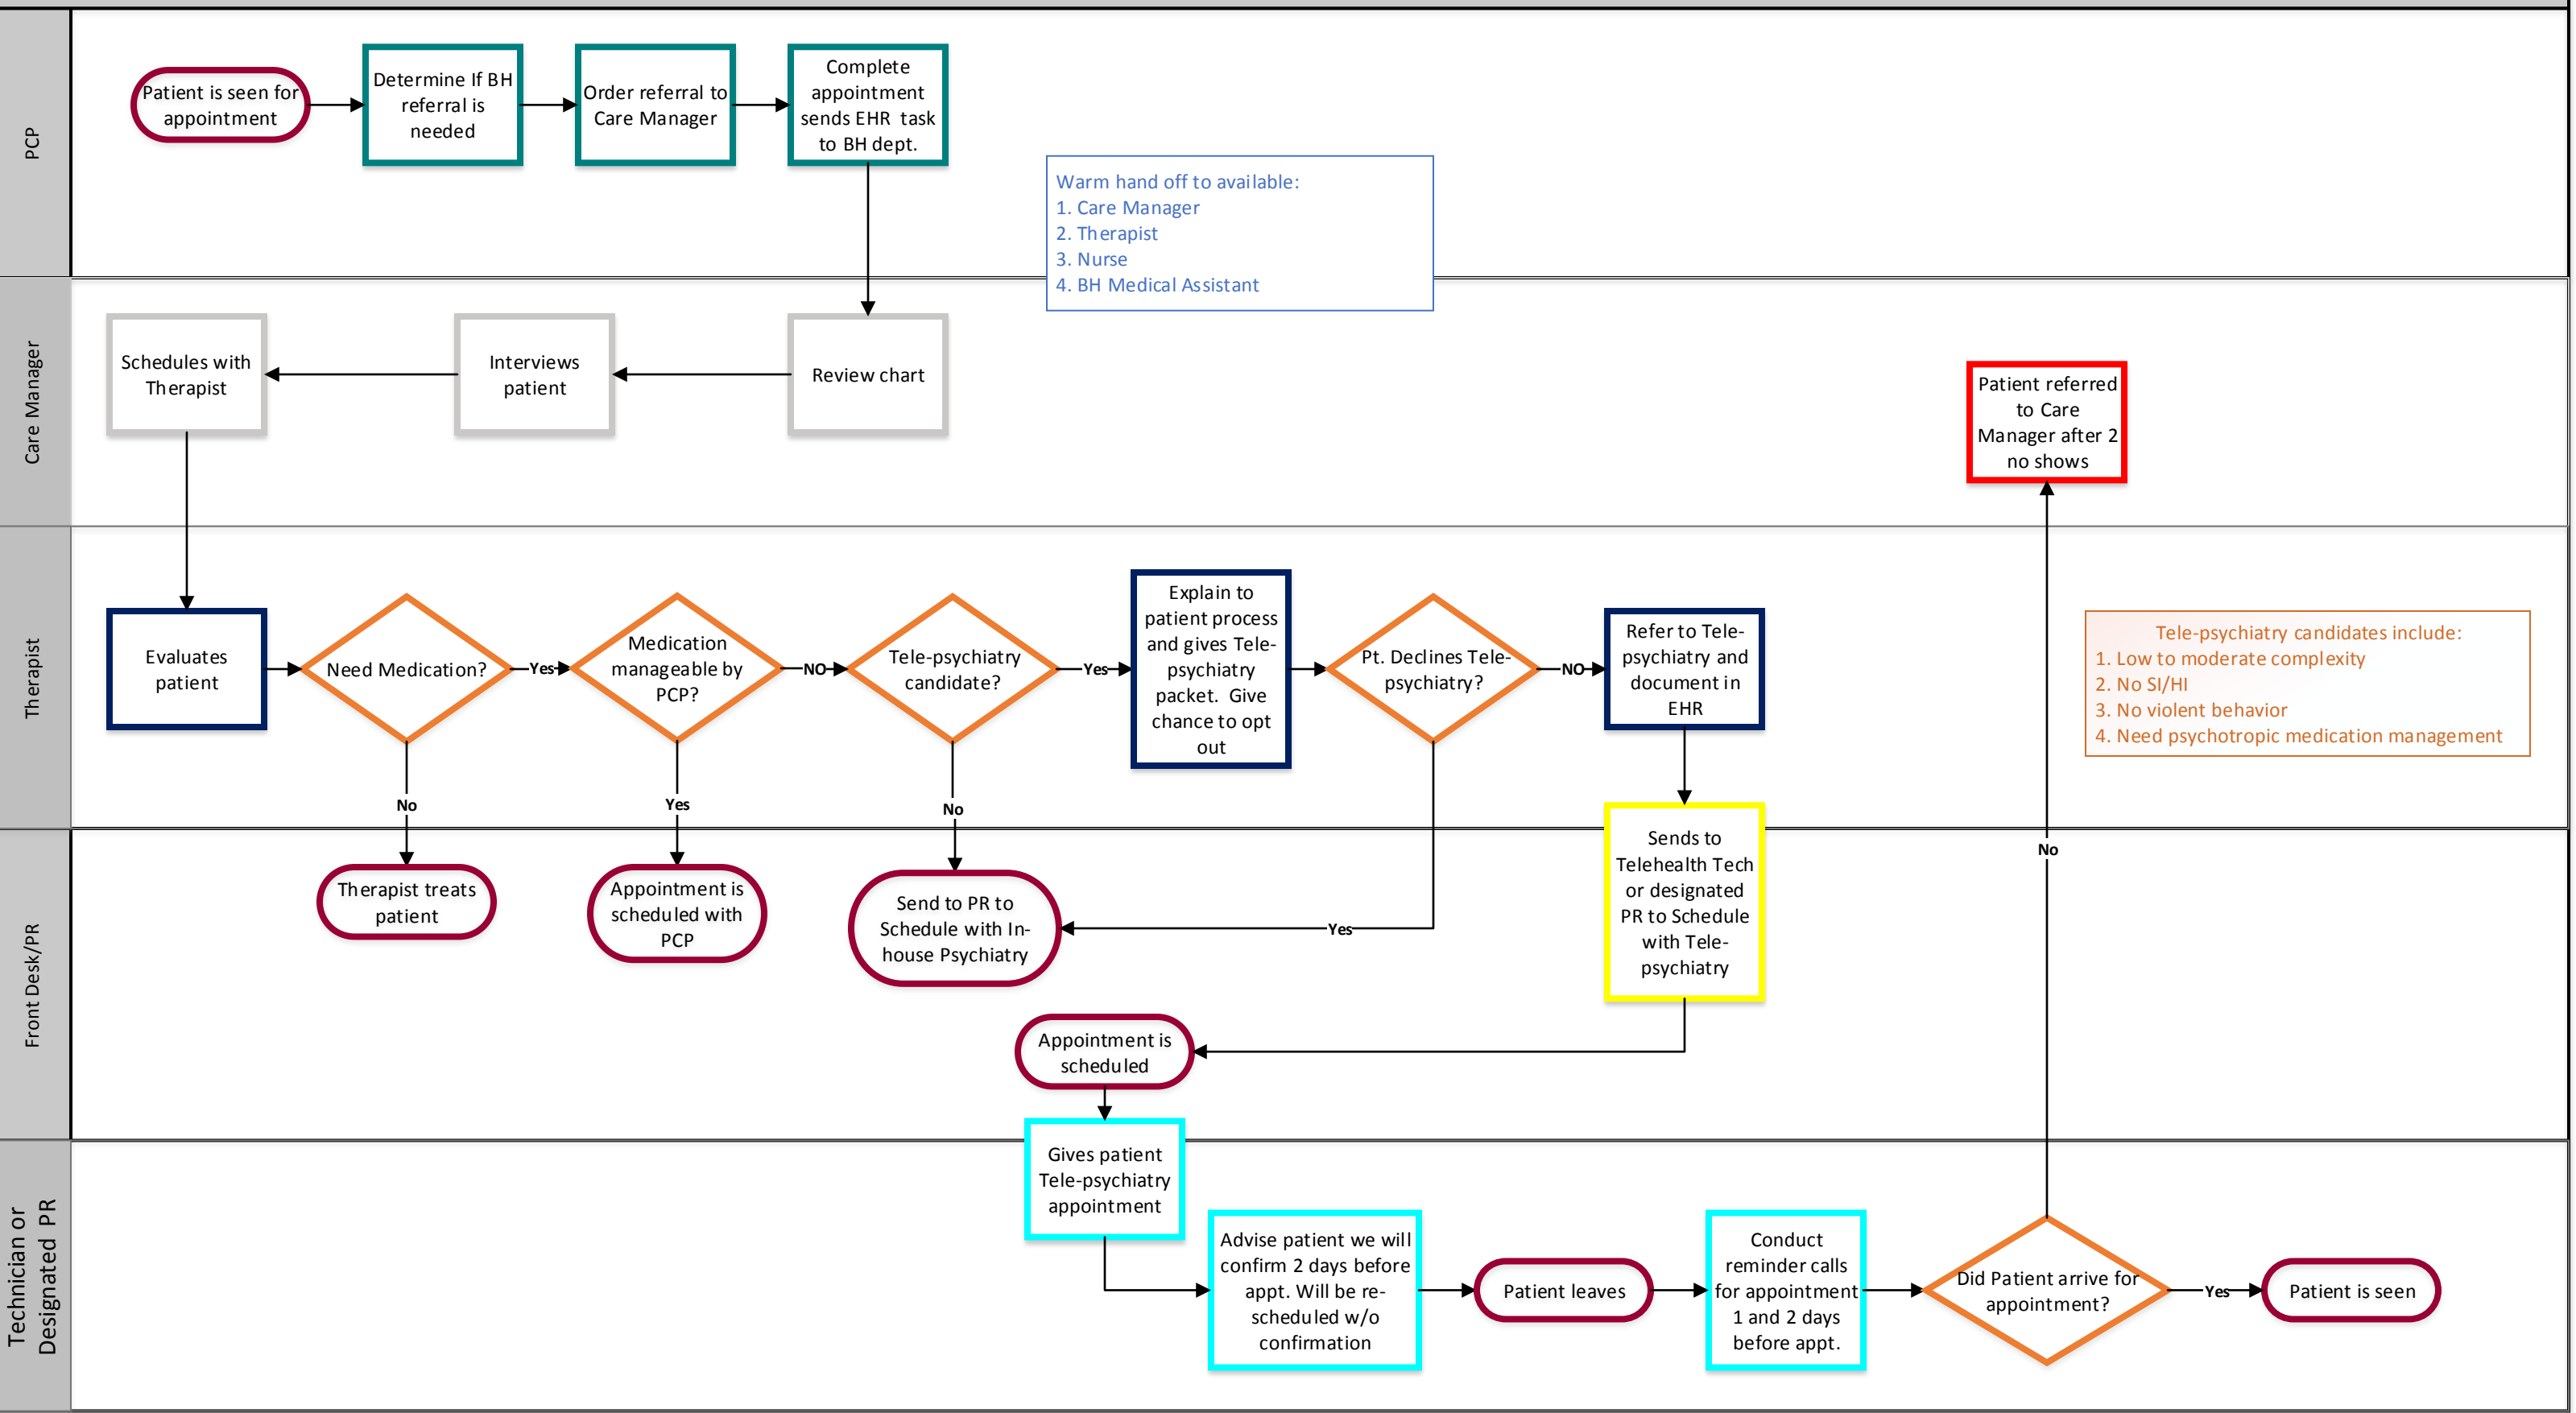 PCP
Patient is seen for
appointment
Determine If BH
referral is
needed
Order referral to
Care Manager
Complete
appointment
sends EHR task
to BH dept.
Warm hand off to available:
1. Care Manager
2. Therapist
3. Nurse
4. BH Medical Assistant
Care Manager
Schedules with
Therapist
Interviews
patient
Review chart
Patient referred
to Care
Manager after 2
no shows
Therapist
Evaluates
patient
Need Medication?
Yes
Medication
manageable by
PCP?
NO
Tele-psychiatry
candidate?
Yes
Explain to
patient process
and gives Tele-
psychiatry
packet. Give
chance to opt
out
Pt. Declines Tele-
psychiatry?
NO
Refer to Tele-
psychiatry and
document in
EHR
Tele-psychiatry candidates include:
1. Low to moderate complexity
2. No SI/HI
3. No violent behavior
4. Need psychotropic medication management
No
Yes
No
No
Front Desk/PR
Therapist treats
patient
Appointment is
scheduled with
PCP
Send to PR to
Schedule with In-
house Psychiatry
Yes
Sends to
Telehealth Tech
or designated
PR to Schedule
with Tele-
psychiatry
Appointment is
scheduled
Technician or
Designated PR
Gives patient
Tele-psychiatry
appointment
Advise patient we will
confirm 2 days before
appt. Will be re-
scheduled w/o
confirmation
Patient leaves
Conduct
reminder calls
for appointment
1 and 2 days
before appt.
Did Patient arrive for
appointment?
Yes
Patient is seen